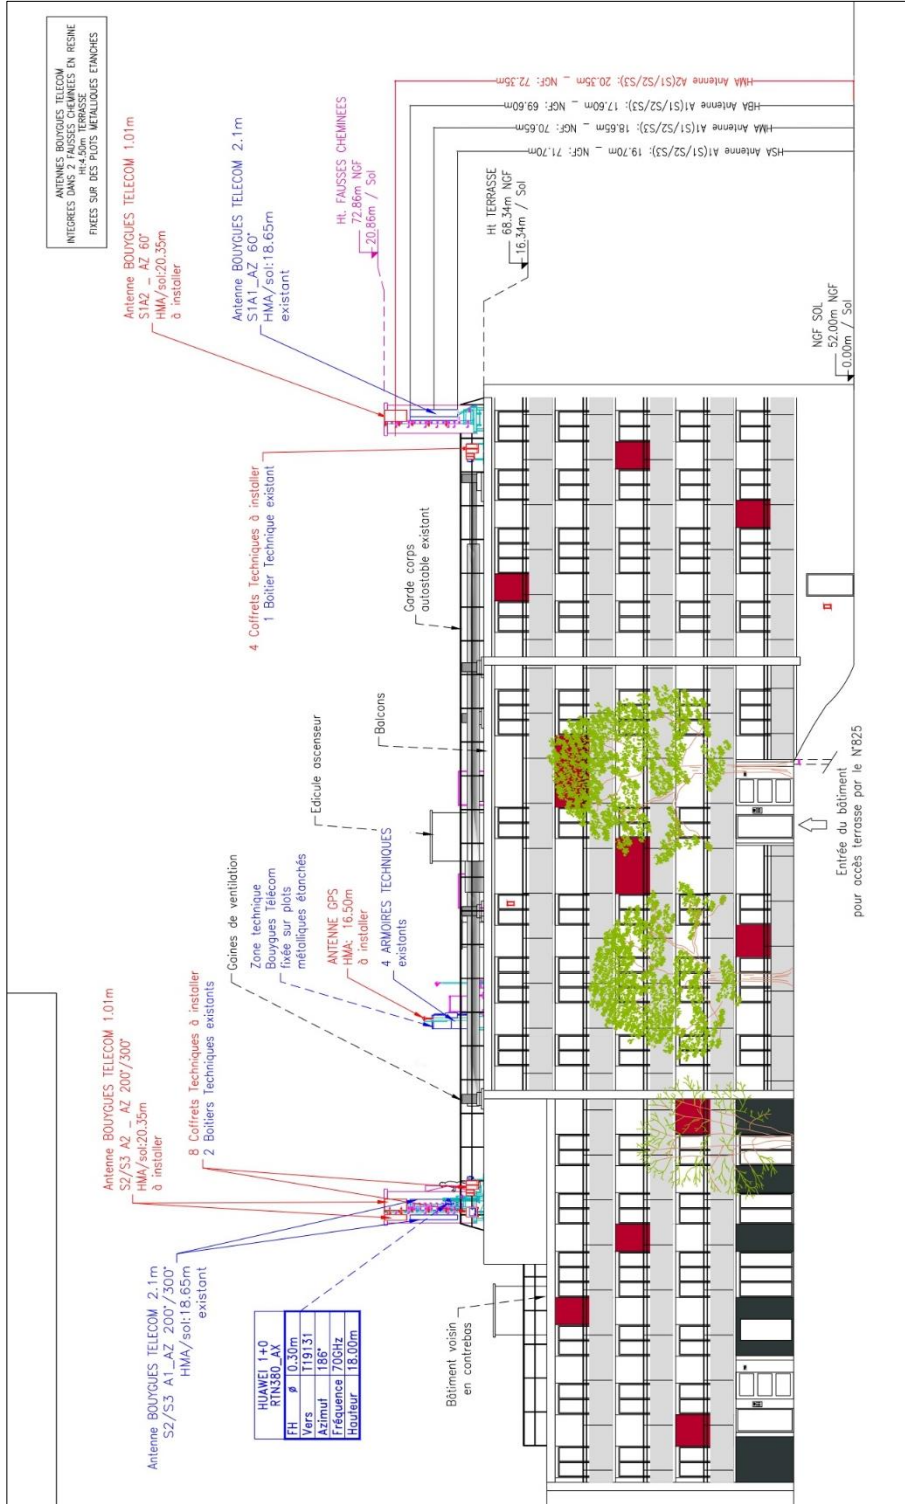 ANTENNES BOUYGUES TELECOM
INTEGREES DANS 2 FAUSSES CHEMINEES EN RESINE
Ht:4.50m TERRASSE
FIXEES SUR DES PLOTS METALLIQUES ETANCHES
Antenne BOUYGUES TELECOM 2.1m
S2/S3 A1_AZ 200°/300°
HMA/sol:18.65m
existant
Antenne BOUYGUES TELECOM 1.01m
S2/S3 A2 _ AZ 200°/300°
HMA/sol:20.35m
à installer
8 Coffrets Techniques à installer
2 Boitiers Techniques existants
HUAWEI 1+0
RTN380_AX
FH ø 0.30m
Vers T19131
Azimut 186°
Fréquence 70GHz
Hauteur 18.00m
Gaines de ventilation
Zone technique
Bouygues Télécom
fixée sur plots
métalliques étanchés
ANTENNE GPS
HMA: 16.50m
à installer
4 ARMOIRES TECHNIQUES
existants
Edicule ascenseur
Balcons
4 Coffrets Techniques à installer
1 Boitier Technique existant
Garde corps
autostable existant
Antenne BOUYGUES TELECOM 1.01m
S1A2 _ AZ 60°
HMA/sol:20.35m
à installer
Antenne BOUYGUES TELECOM 2.1m
S1A1_AZ 60°
HMA/sol:18.65m
existant
Ht. FAUSSES CHEMINEES
72.86m NGF
20.86m / Sol
Ht TERRASSE
68.34m NGF
16.34m / Sol
NGF SOL
52.00m NGF
0.00m / Sol
HMA Antenne A2(S1/S2/S3): 20.35m _ NGF: 72.35m
HBA Antenne A1(S1/S2/S3): 17.60m _ NGF: 69.60m
HMA Antenne A1(S1/S2/S3): 18.65m _ NGF: 70.65m
HSA Antenne A1(S1/S2/S3): 19.70m _ NGF: 71.70m
Bâtiment voisin
en contrebas
Entrée du bâtiment
pour accès terrasse par le N°825